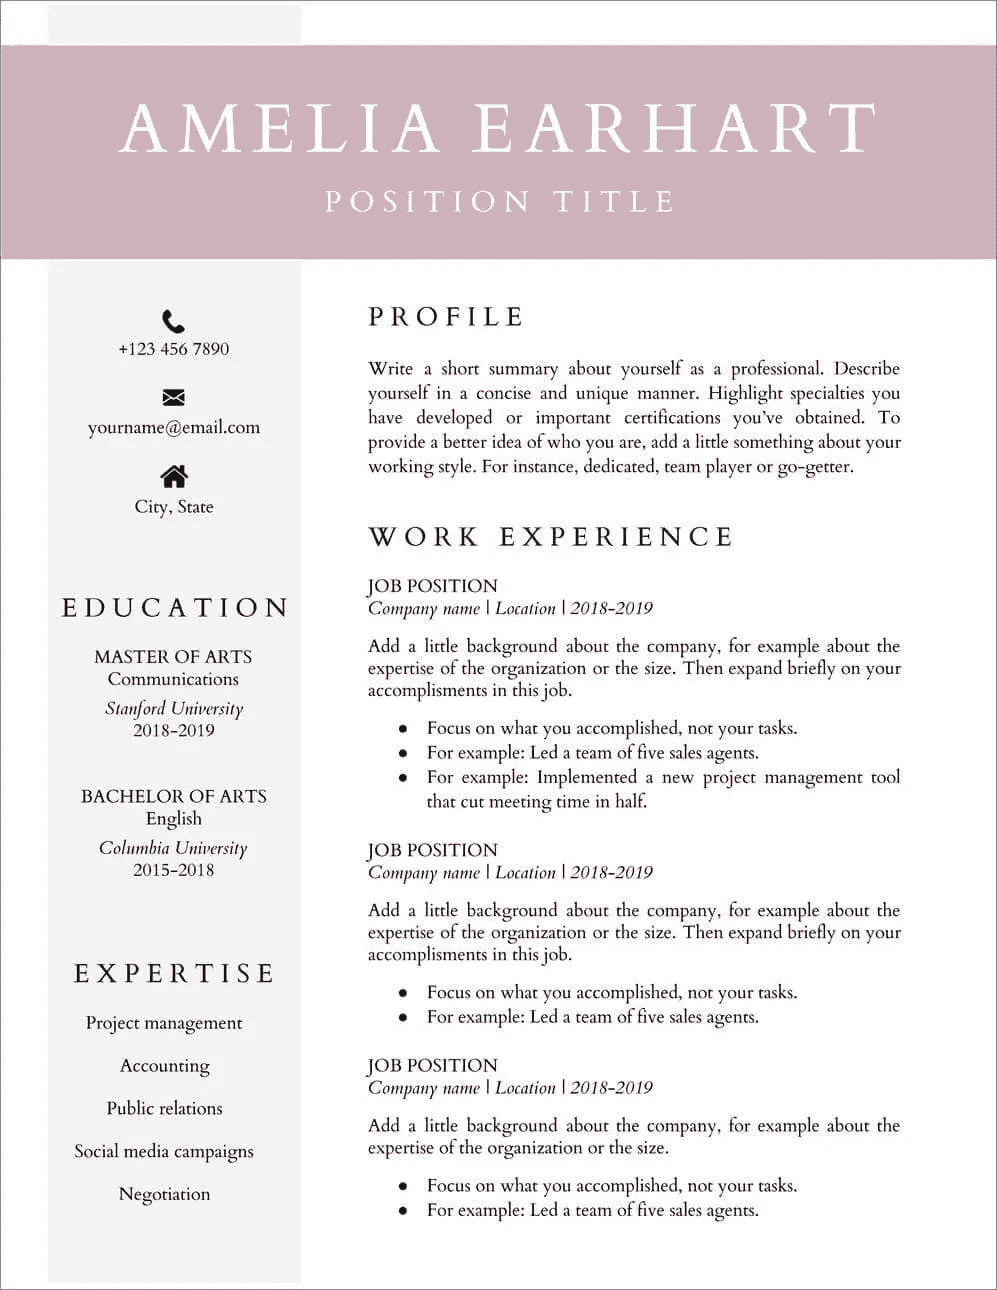 AMELIA EARHART
POSITION TITLE
+123 456 7890
yourname@email.com
City, State
EDUCATION
MASTER OF ARTS
Communications
Stanford University
2018-2019
BACHELOR OF ARTS
English
Columbia University
2015-2018
EXPERTISE
Project management
Accounting
Public relations
Social media campaigns
Negotiation
PROFILE
Write a short summary about yourself as a professional. Describe
yourself in a concise and unique manner. Highlight specialties you
have developed or important certifications you've obtained. To
provide a better idea of who you are, add a little something about your
working style. For instance, dedicated, team player or go-getter.
WORK EXPERIENCE
JOB POSITION
Company name | Location | 2018-2019
Add a little background about the company, for example about the
expertise of the organization or the size. Then expand briefly on your
accomplisments in this job.
● Focus on what you accomplished, not your tasks.
● For example: Led a team of five sales agents.
● For example: Implemented a new project management tool
that cut meeting time in half.
JOB POSITION
Company name | Location | 2018-2019
Add a little background about the company, for example about the
expertise of the organization or the size. Then expand briefly on your
accomplisments in this job.
● Focus on what you accomplished, not your tasks.
● For example: Led a team of five sales agents.
JOB POSITION
Company name | Location | 2018-2019
Add a little background about the company, for example about the
expertise of the organization or the size.
● Focus on what you accomplished, not your tasks.
● For example: Led a team of five sales agents.